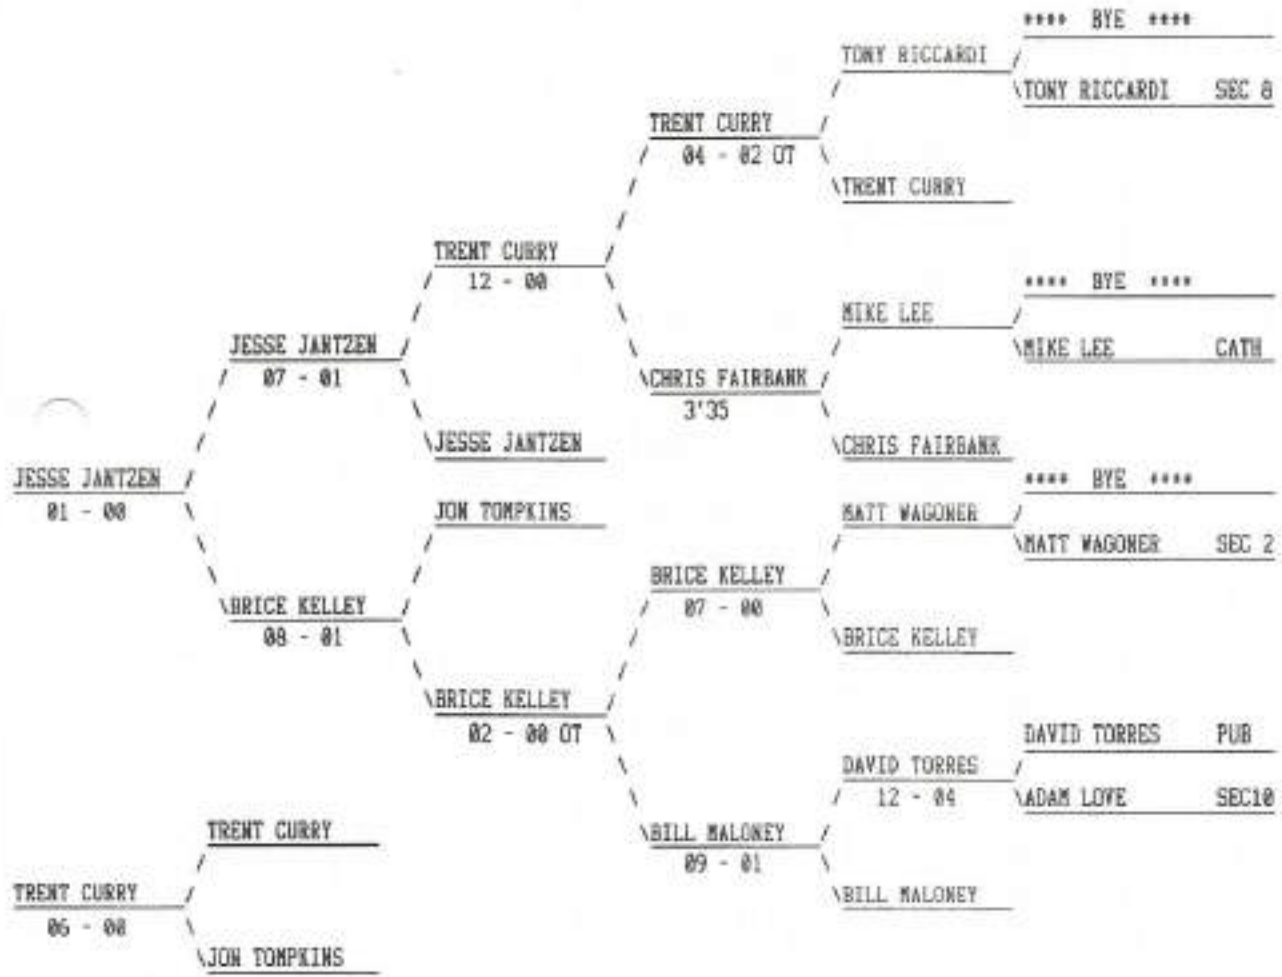 **** BYE ****
TONY RICCARDI
TONY RICCARDI SEC 8
TRENT CURRY
04 - 02 OT
TRENT CURRY
TRENT CURRY
12 - 00
**** BYE ****
MIKE LEE
MIKE LEE CATH
JESSE JANTZEN
07 - 01
CHRIS FAIRBANK
3'35
JESSE JANTZEN
CHRIS FAIRBANK
JESSE JANTZEN
01 - 00
**** BYE ****
JON TOMPKINS
MATT WAGONER
MATT WAGONER SEC 2
BRICE KELLEY
07 - 00
BRICE KELLEY
08 - 01
BRICE KELLEY
BRICE KELLEY
02 - 00 OT
DAVID TORRES PUB
DAVID TORRES
12 - 04
ADAM LOVE SEC10
TRENT CURRY
BILL MALONEY
09 - 01
TRENT CURRY
06 - 00
BILL MALONEY
JON TOMPKINS